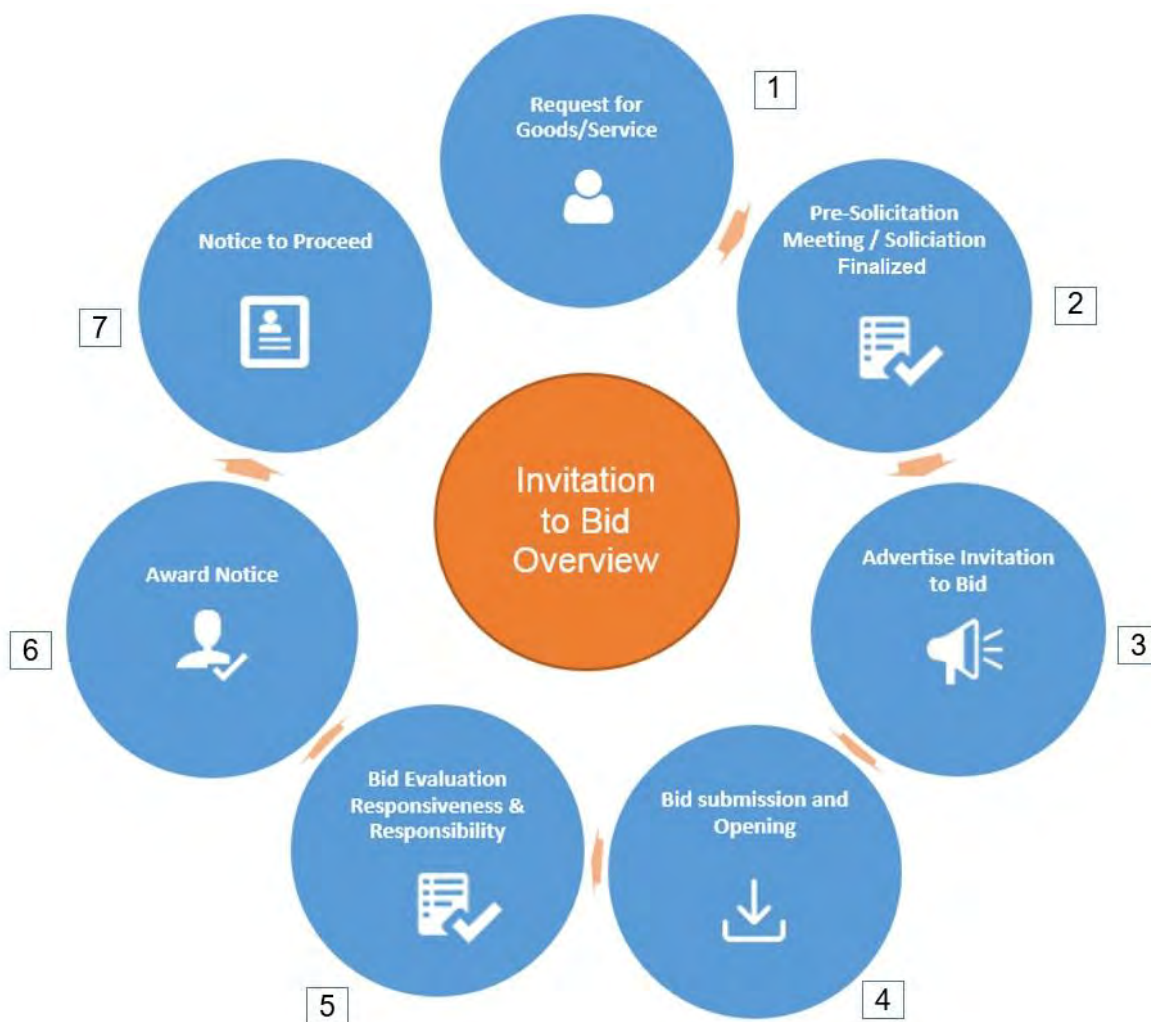 1
Request for
Goods/Service
2
Pre-Solicitation
Meeting / Soliciation
Finalized
3
Advertise Invitation
to Bid
4
Bid submission and
Opening
5
Bid Evaluation
Responsiveness &
Responsibility
6
Award Notice
7
Notice to Proceed
Invitation
to Bid
Overview